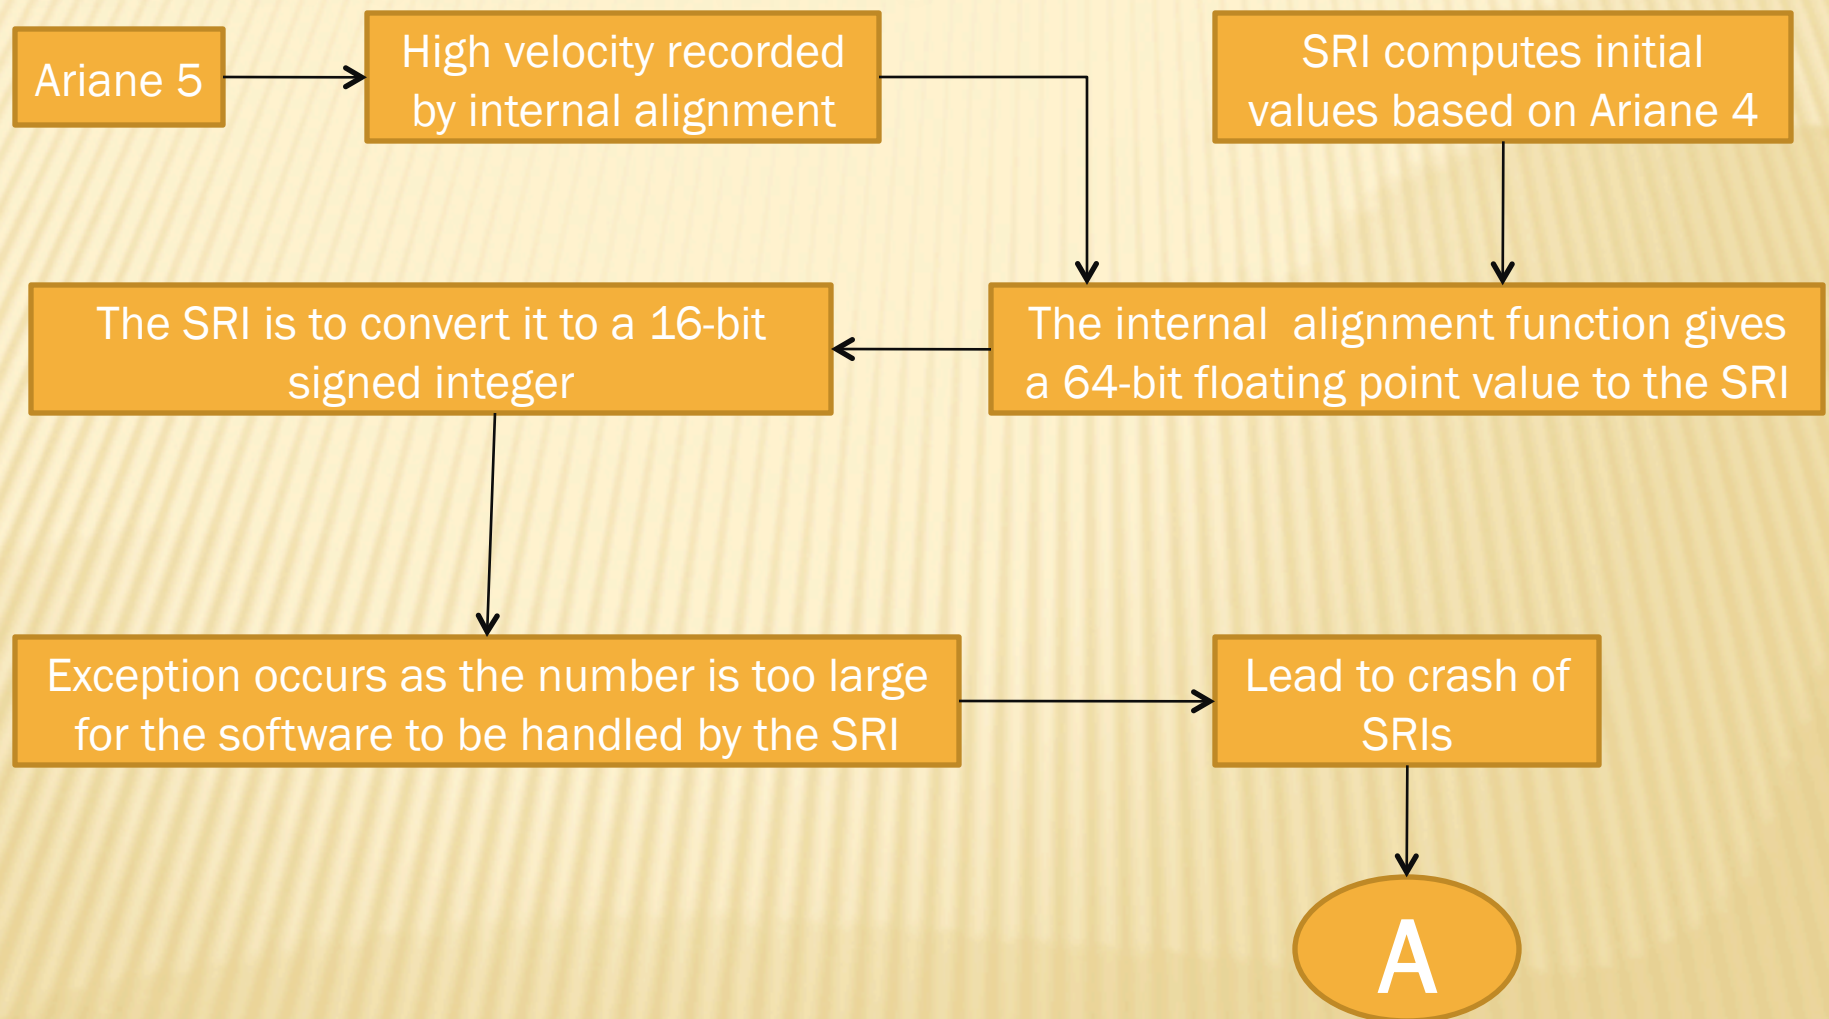 Ariane 5
High velocity recorded
by internal alignment
SRI computes initial
values based on Ariane 4
The internal  alignment function gives
a 64-bit floating point value to the SRI
The SRI is to convert it to a 16-bit
signed integer
Exception occurs as the number is too large
for the software to be handled by the SRI
Lead to crash of
SRIs
A